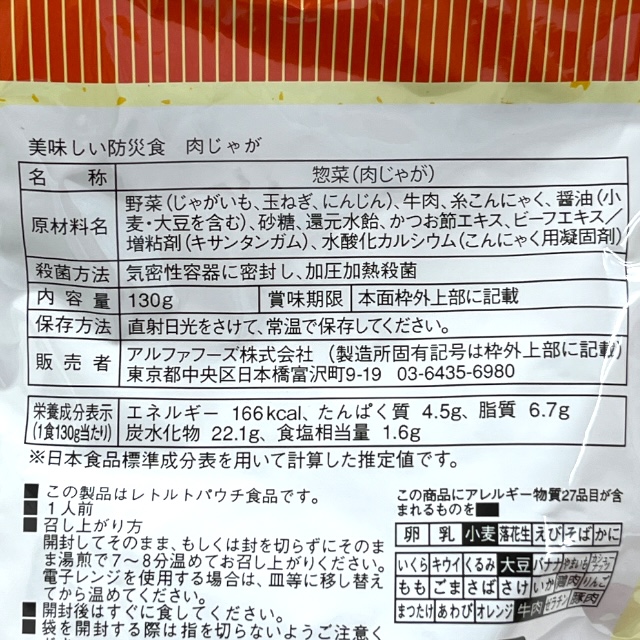 美味しい防災食　肉じゃが
名　　称　惣菜(肉じゃが)
原材料名　野菜(じゃがいも、玉ねぎ、にんじん)、牛肉、糸こんにゃく、醤油(小
麦・大豆を含む)、砂糖、還元水飴、かつお節エキス、ビーフエキス／
増粘剤(キサンタンガム)、水酸化カルシウム(こんにゃく用凝固剤)
殺菌方法　気密性容器に密封し、加圧加熱殺菌
内容量　130g　賞味期限　本面枠外上部に記載
保存方法　直射日光をさけて、常温で保存してください。
販売者　アルファフーズ株式会社　(製造所固有記号は枠外上部に記載)
東京都中央区日本橋富沢町9-19　03-6435-6980
栄養成分表示　エネルギー　166kcal、たんぱく質　4.5g、脂質　6.7g
(1食130g当たり)　炭水化物　22.1g、食塩相当量　1.6g
※日本食品標準成分表を用いて計算した推定値です。
■ この製品はレトルトパウチ食品です。
■ 1人前
■ 召し上がり方
開封してそのまま、もしくは封を切らずにそのま
ま湯煎で7〜8分温めてお召し上がりください。
電子レンジを使用する場合は、皿等に移し替え
てから温めてください。
■ 開封後はすぐに食してください。
■ 袋を開封する際は指を切らないようご注意く
この商品にアレルギー物質27品目が含
まれるものを■
卵　乳　小麦　落花生　えび　そば　かに
いくら　キウイ　くるみ　大豆　バナナ　やまいも　カシューナッツ
もも　ごま　さば　さけ　いか　鶏肉　りんご
まつたけ　あわび　オレンジ　牛肉　ゼラチン　豚肉